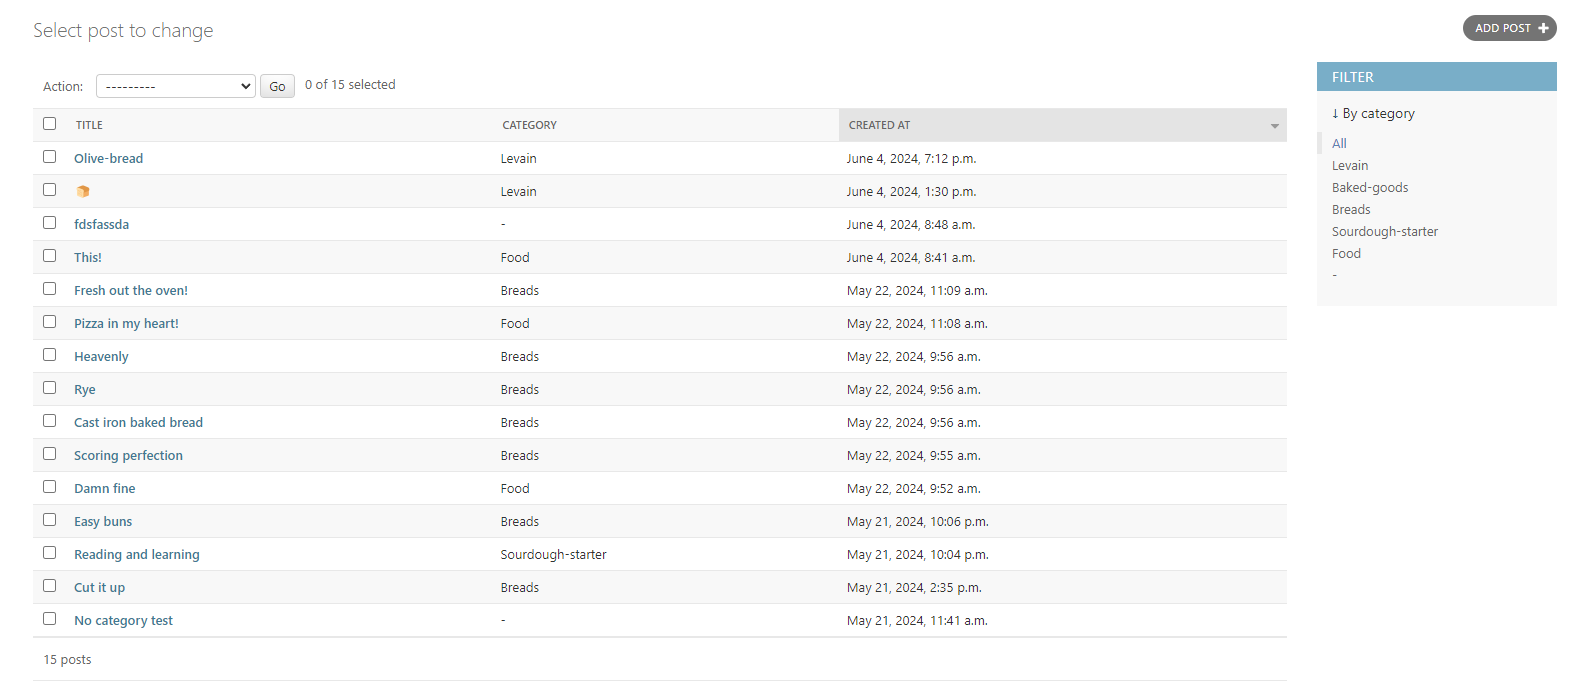 Select post to change
ADD POST +
Action: --------- Go 0 of 15 selected
TITLE CATEGORY CREATED AT
Olive-bread Levain June 4, 2024, 7:12 p.m.
🍞 Levain June 4, 2024, 1:30 p.m.
fdsfassda - June 4, 2024, 8:48 a.m.
This! Food June 4, 2024, 8:41 a.m.
Fresh out the oven! Breads May 22, 2024, 11:09 a.m.
Pizza in my heart! Food May 22, 2024, 11:08 a.m.
Heavenly Breads May 22, 2024, 9:56 a.m.
Rye Breads May 22, 2024, 9:56 a.m.
Cast iron baked bread Breads May 22, 2024, 9:56 a.m.
Scoring perfection Breads May 22, 2024, 9:55 a.m.
Damn fine Food May 22, 2024, 9:52 a.m.
Easy buns Breads May 21, 2024, 10:06 p.m.
Reading and learning Sourdough-starter May 21, 2024, 10:04 p.m.
Cut it up Breads May 21, 2024, 2:35 p.m.
No category test - May 21, 2024, 11:41 a.m.
15 posts
FILTER
↓ By category
All
Levain
Baked-goods
Breads
Sourdough-starter
Food
-